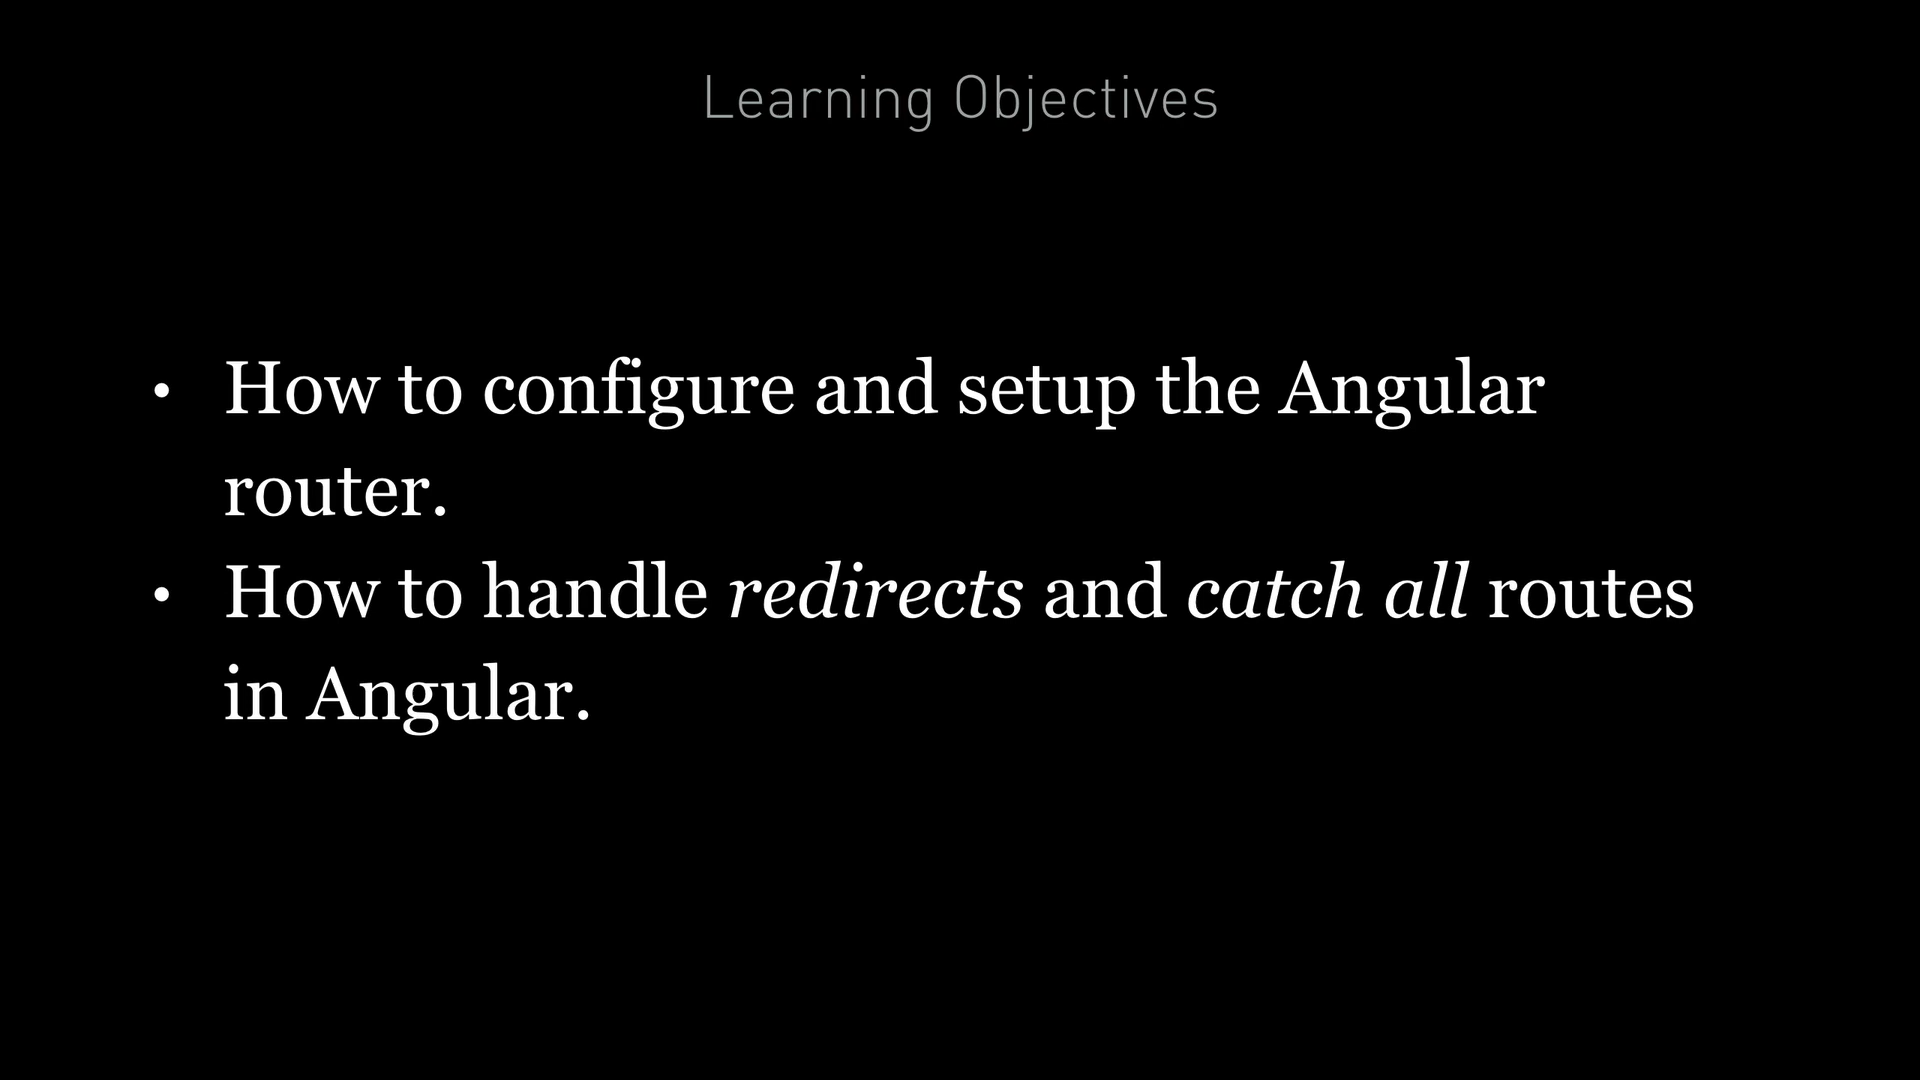 Learning Objectives
• How to configure and setup the Angular
router.
• How to handle redirects and catch all routes
in Angular.